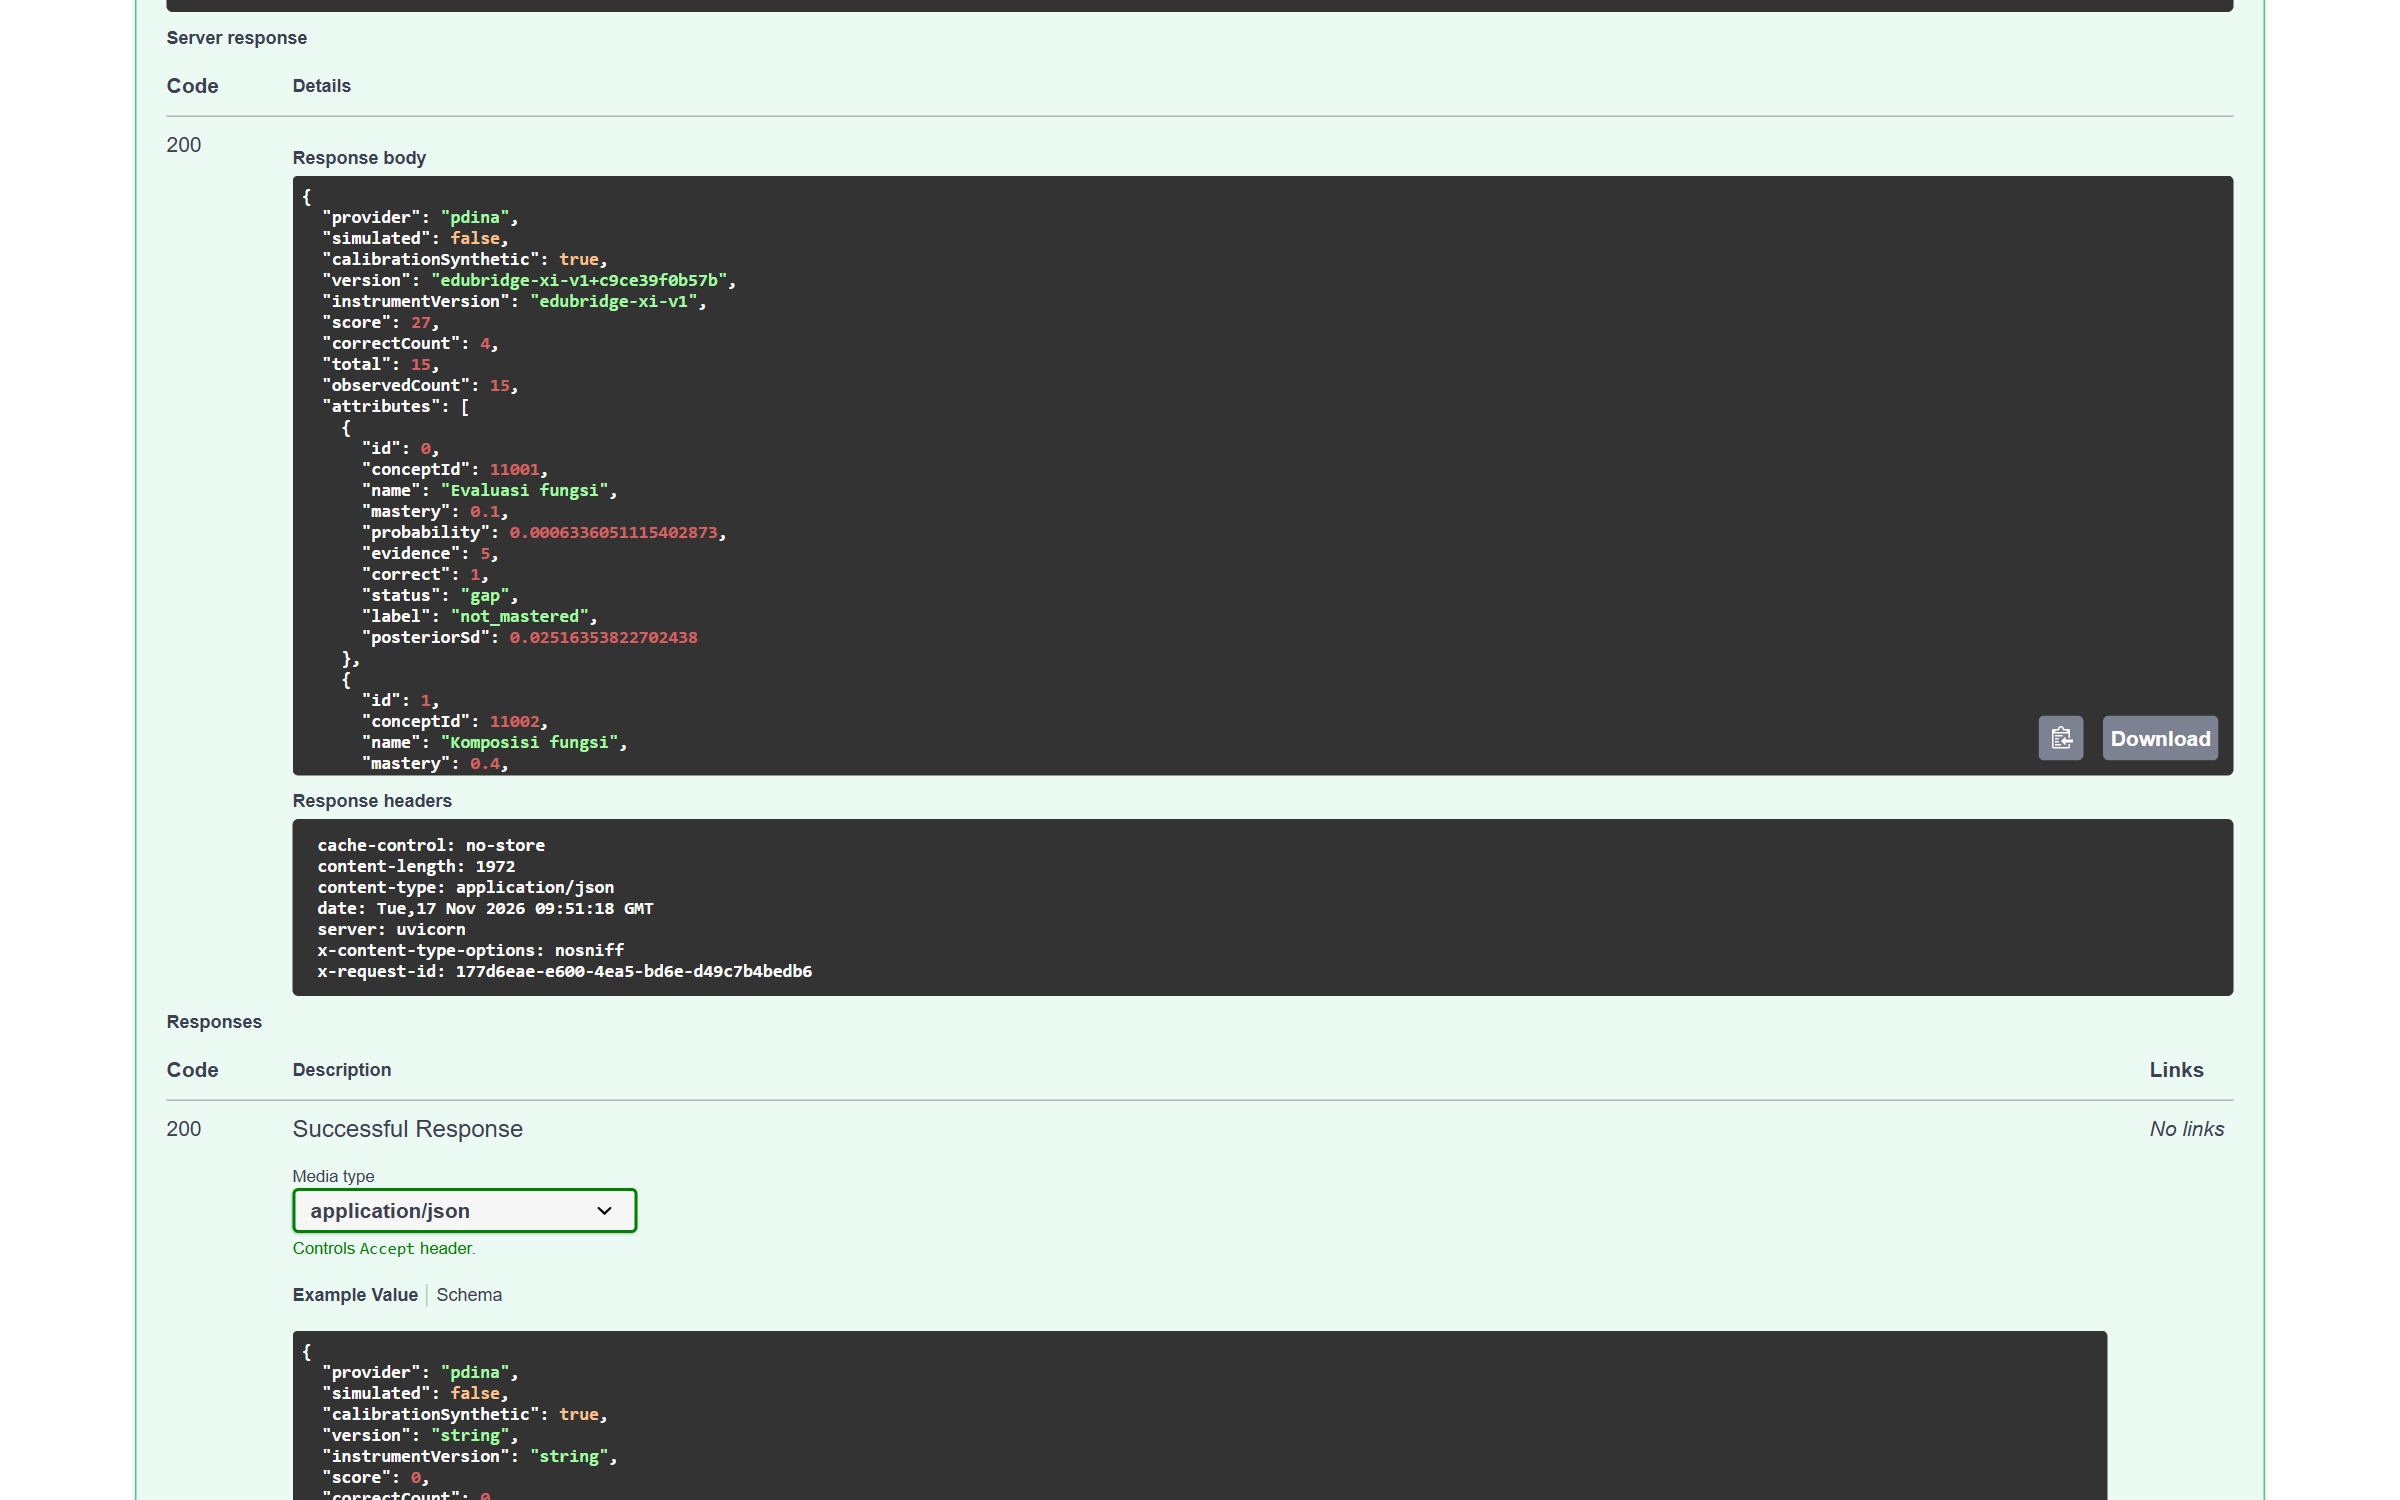 Server response
Code Details
200
Response body
{
  "provider": "pdina",
  "simulated": false,
  "calibrationSynthetic": true,
  "version": "edubridge-xi-v1+c9ce39f0b57b",
  "instrumentVersion": "edubridge-xi-v1",
  "score": 27,
  "correctCount": 4,
  "total": 15,
  "observedCount": 15,
  "attributes": [
    {
      "id": 0,
      "conceptId": 11001,
      "name": "Evaluasi fungsi",
      "mastery": 0.1,
      "probability": 0.0006336051115402873,
      "evidence": 5,
      "correct": 1,
      "status": "gap",
      "label": "not_mastered",
      "posteriorSd": 0.02516353822702438
    },
    {
      "id": 1,
      "conceptId": 11002,
      "name": "Komposisi fungsi",
      "mastery": 0.4,
Download
Response headers
cache-control: no-store
content-length: 1972
content-type: application/json
date: Tue,17 Nov 2026 09:51:18 GMT
server: uvicorn
x-content-type-options: nosniff
x-request-id: 177d6eae-e600-4ea5-bd6e-d49c7b4bedb6
Responses
Code Description Links
200 Successful Response No links
Media type
application/json
Controls Accept header.
Example Value Schema
{
  "provider": "pdina",
  "simulated": false,
  "calibrationSynthetic": true,
  "version": "string",
  "instrumentVersion": "string",
  "score": 0,
  "correctCount": 0